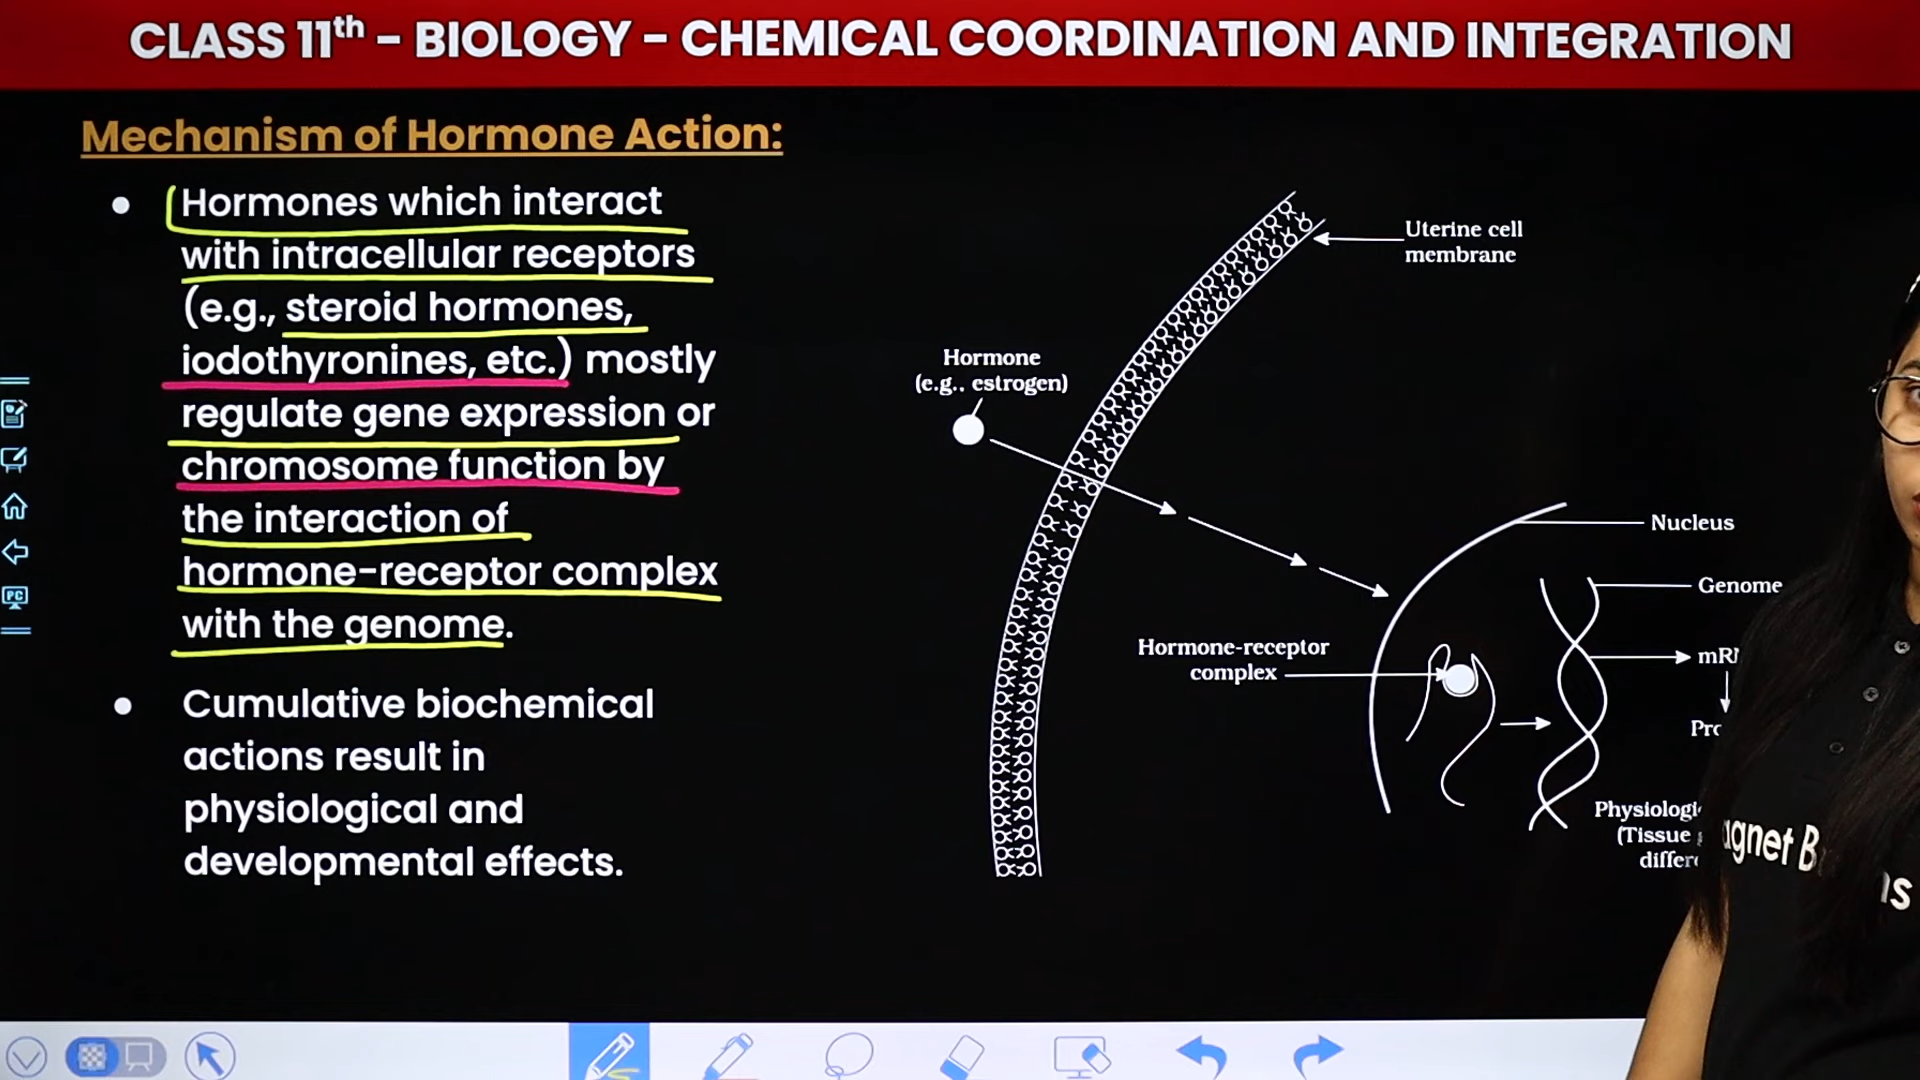 CLASS 11th - BIOLOGY - CHEMICAL COORDINATION AND INTEGRATION
Mechanism of Hormone Action:
• Hormones which interact
with intracellular receptors
(e.g., steroid hormones,
iodothyronines, etc.) mostly
regulate gene expression or
chromosome function by
the interaction of
hormone-receptor complex
with the genome.
• Cumulative biochemical
actions result in
physiological and
developmental effects.
Uterine cell
membrane
Hormone
(e.g., estrogen)
Nucleus
Genome
Hormone-receptor
complex
(Tissue
PC